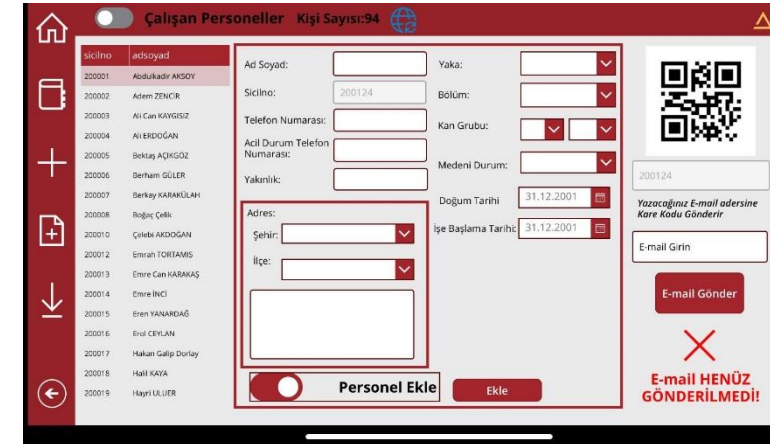 Çalışan Personeller Kişi Sayısı:94
sicilno adsoyad
200001 Abdulkadir AKSOY
200002 Adem ZENCİR
200003 Ali Can KAYGISIZ
200004 Ali ERDOĞAN
200005 Bektaş AÇIKGÖZ
200006 Berham GÜLER
200007 Berkay KARAKÜLAH
200008 Boğaç Çelik
200010 Çelebi AKDOĞAN
200012 Emrah TORTAMIS
200013 Emre Can KARAKAŞ
200014 Emre İNCİ
200015 Eren YANARDAĞ
200016 Erol CEYLAN
200017 Hakan Galip Dorlay
200018 Halil KAYA
200019 Hayri ULUER
Ad Soyad:
Sicilno: 200124
Telefon Numarası:
Acil Durum Telefon
Numarası:
Yakınlık:
Adres:
Şehir:
İlçe:
Yaka:
Bölüm:
Kan Grubu:
Medeni Durum:
Doğum Tarihi 31.12.2001
İşe Başlama Tarihi: 31.12.2001
Personel Ekle
Ekle
200124
Yazacağınız E-mail adersine
Kare Kodu Gönderir
E-mail Girin
E-mail Gönder
E-mail HENÜZ
GÖNDERİLMEDİ!